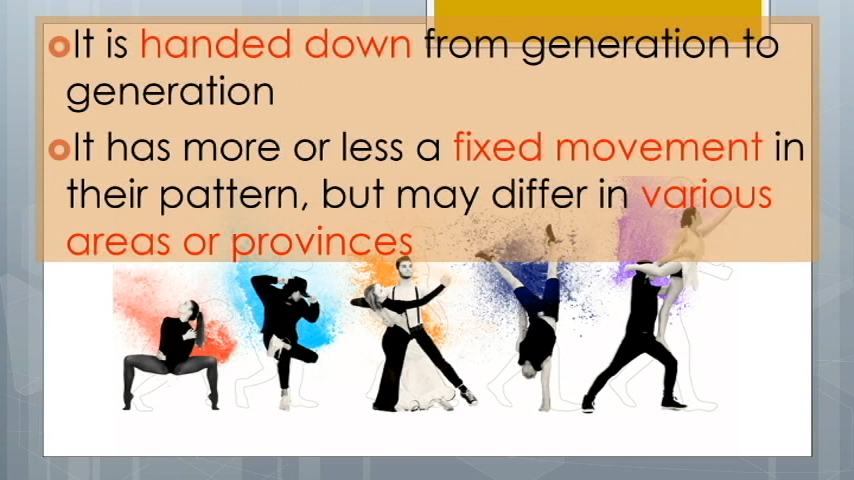 It is handed down from generation to
generation
It has more or less a fixed movement in
their pattern, but may differ in various
areas or provinces